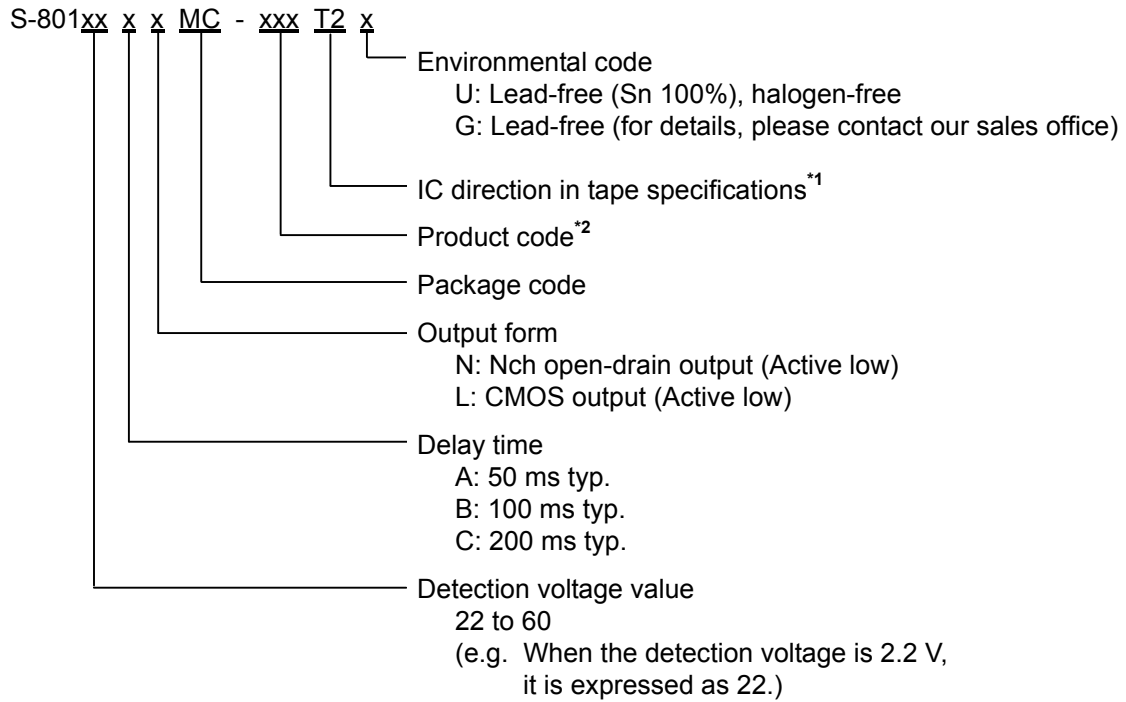 S-801xx x x MC - xxx T2 x
Environmental code
U: Lead-free (Sn 100%), halogen-free
G: Lead-free (for details, please contact our sales office)
IC direction in tape specifications*1
Product code*2
Package code
Output form
N: Nch open-drain output (Active low)
L: CMOS output (Active low)
Delay time
A: 50 ms typ.
B: 100 ms typ.
C: 200 ms typ.
Detection voltage value
22 to 60
(e.g. When the detection voltage is 2.2 V,
it is expressed as 22.)